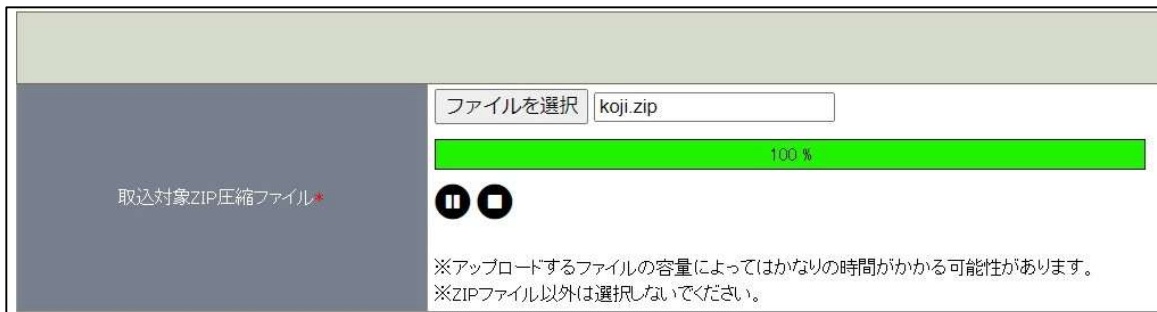 ファイルを選択 koji.zip
100 %
取込対象ZIP圧縮ファイル*
※アップロードするファイルの容量によってはかなりの時間がかかる可能性があります。
※ZIPファイル以外は選択しないでください。